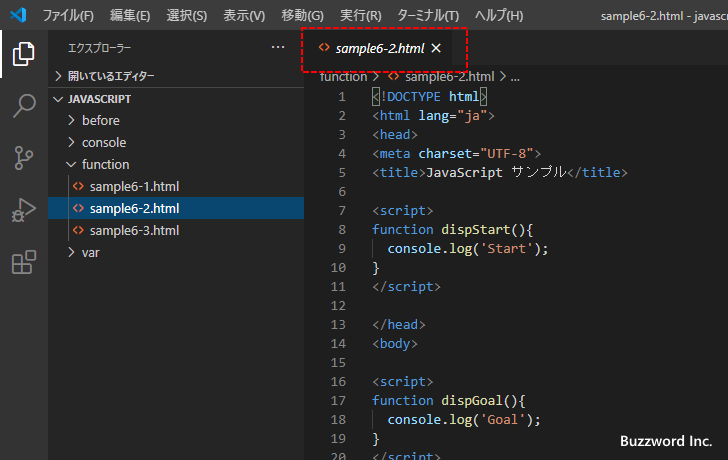 ファイル(F) 編集(E) 選択(S) 表示(V) 移動(G) 実行(R) ターミナル(T) ヘルプ(H) sample6-2.html - javasc
エクスプローラー ···
sample6-2.html ×
開いているエディター
function > sample6-2.html > ...
JAVASCRIPT
before
console
function
sample6-1.html
sample6-2.html
sample6-3.html
var
1 <!DOCTYPE html>
2 <html lang="ja">
3 <head>
4 <meta charset="UTF-8">
5 <title>JavaScript サンプル</title>
6
7 <script>
8 function dispStart(){
9   console.log('Start');
10 }
11 </script>
12
13 </head>
14 <body>
15
16 <script>
17 function dispGoal(){
18   console.log('Goal');
19 }
20 </script>
Buzzword Inc.